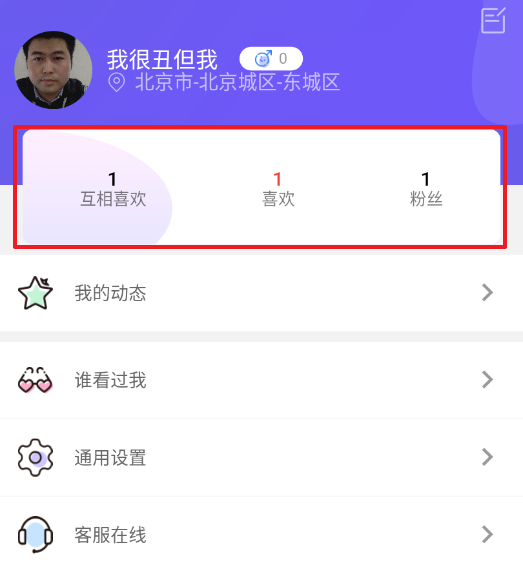 我很丑但我
0
北京市-北京城区-东城区
1 1 1
互相喜欢 喜欢 粉丝
我的动态
谁看过我
通用设置
客服在线